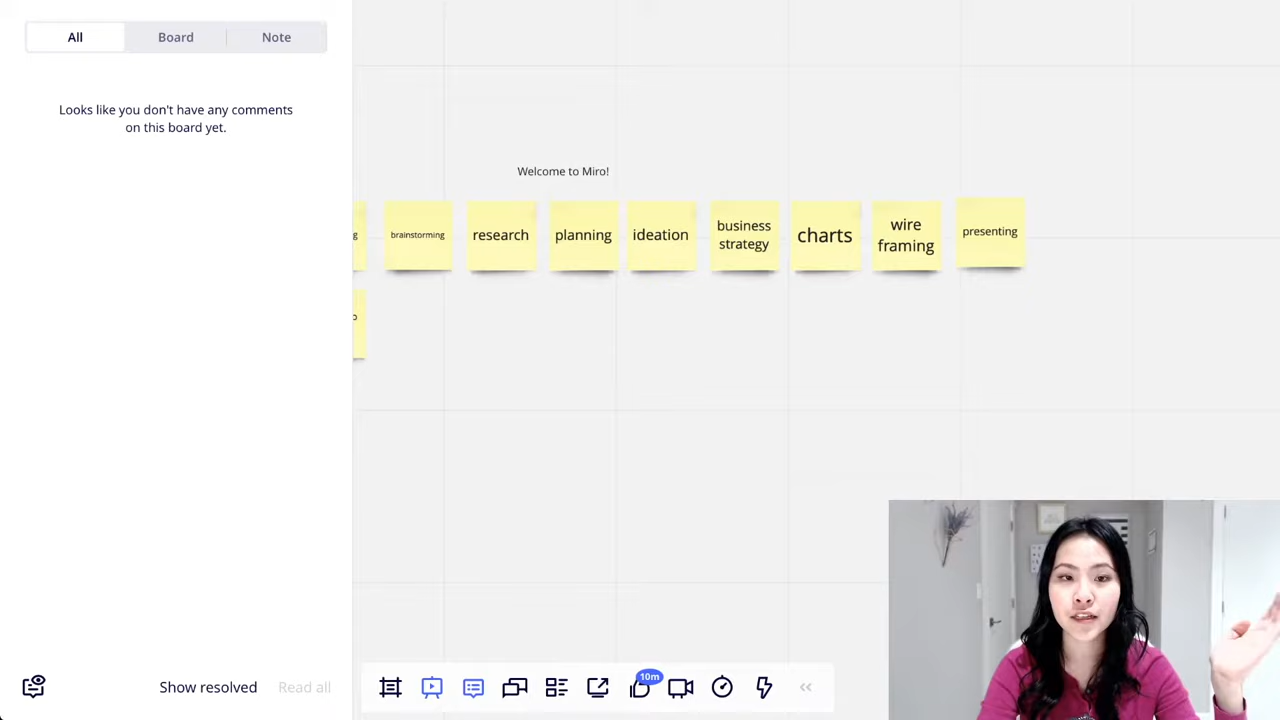 All
Board
Note
Looks like you don't have any comments
on this board yet.
Welcome to Miro!
g
brainstorming
research
planning
ideation
business
strategy
charts
wire
framing
presenting
Show resolved
Read all
10m